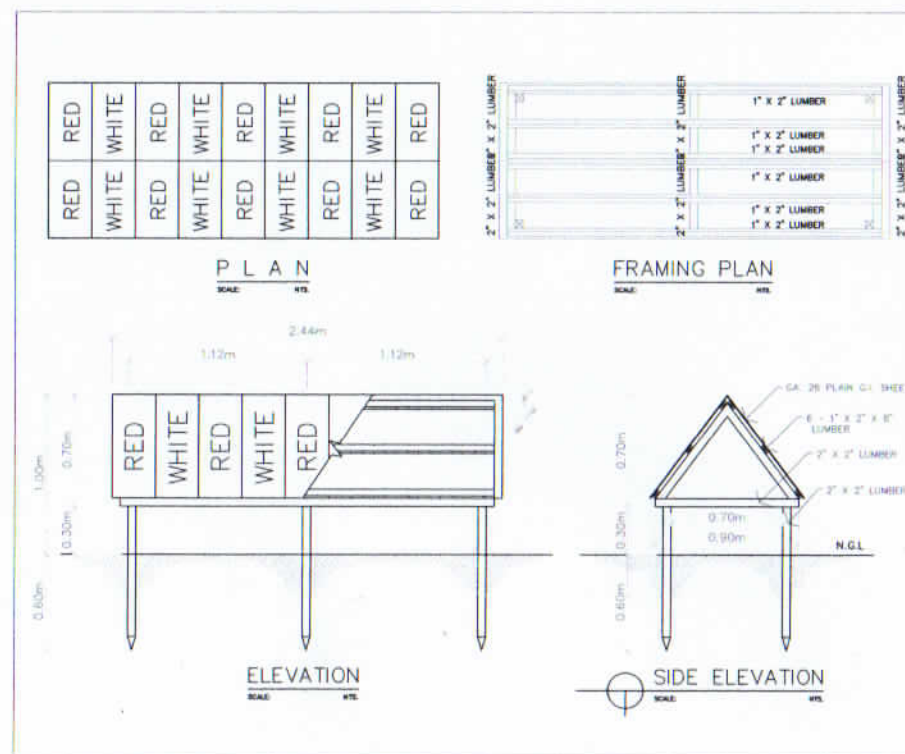 RED WHITE RED WHITE RED WHITE RED WHITE RED
RED WHITE RED WHITE RED WHITE RED WHITE RED
PLAN
SCALE: NTS.
2" X 2" LUMBER
2" X 2" LUMBER
2" X 2" LUMBER
2" X 2" LUMBER
2" X 2" LUMBER
2" X 2" LUMBER
1" X 2" LUMBER
1" X 2" LUMBER
1" X 2" LUMBER
1" X 2" LUMBER
1" X 2" LUMBER
1" X 2" LUMBER
FRAMING PLAN
SCALE: NTS.
2.44m
1.12m 1.12m
1.00m
0.70m
0.30m
0.60m
RED WHITE RED WHITE RED
ELEVATION
SCALE: NTS.
GA. 26 PLAIN G.I. SHEET
6 - 1" X 2" X 8'
LUMBER
2" X 2" LUMBER
2" X 2" LUMBER
0.70m
0.30m
0.60m
0.70m
0.90m
N.G.L
SIDE ELEVATION
SCALE: NTS.